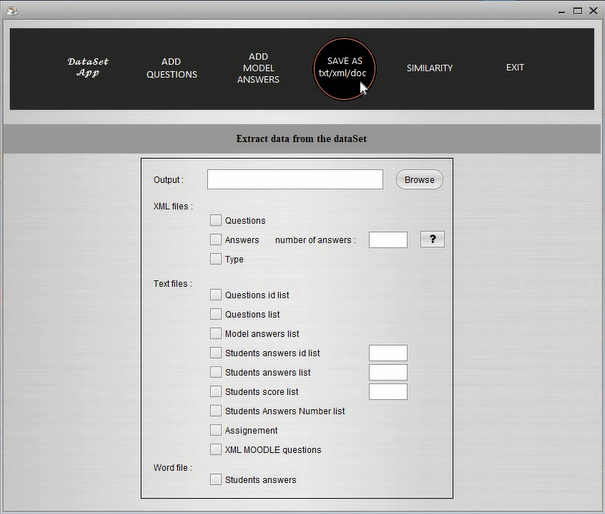 DataSet
App
ADD
QUESTIONS
ADD
MODEL
ANSWERS
SAVE AS
txt/xml/doc
SIMILARITY
EXIT
Extract data from the dataSet
Output :
Browse
XML files :
Questions
Answers number of answers : ?
Type
Text files :
Questions id list
Questions list
Model answers list
Students answers id list
Students answers list
Students score list
Students Answers Number list
Assignement
XML MOODLE questions
Word file :
Students answers